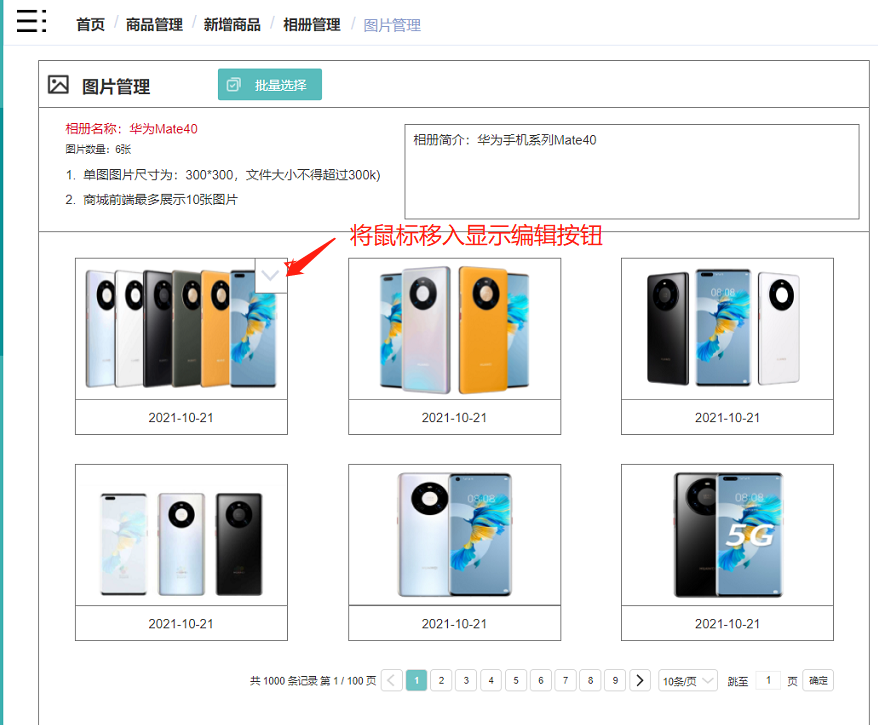 首页 / 商品管理 / 新增商品 / 相册管理 / 图片管理
图片管理 批量选择
相册名称：华为Mate40
图片数量：6张
1. 单图图片尺寸为：300*300，文件大小不得超过300k)
2. 商城前端最多展示10张图片
相册简介：华为手机系列Mate40
将鼠标移入显示编辑按钮
08:08
2021-10-21 2021-10-21 2021-10-21
08:08 08:08
5G
2021-10-21 2021-10-21 2021-10-21
共 1000 条记录 第 1 / 100 页 1 2 3 4 5 6 7 8 9 10条/页 跳至 1 页 确定